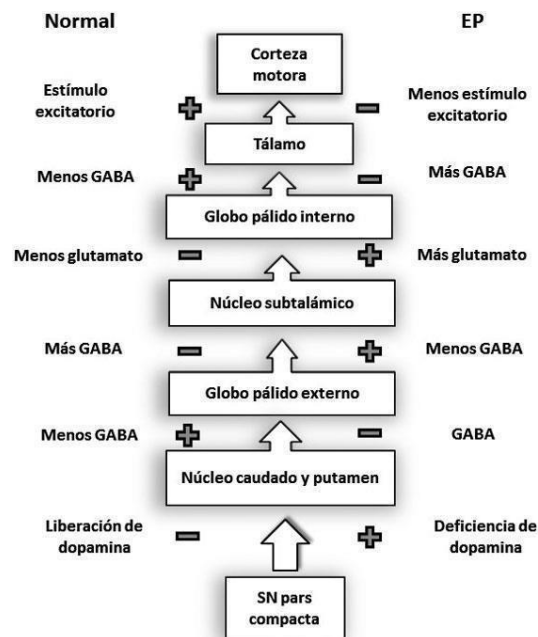 Normal
EP
Corteza
motora
Estímulo
excitatorio
Menos estímulo
excitatorio
Tálamo
Menos GABA
Más GABA
Globo pálido interno
Menos glutamato
Más glutamato
Núcleo subtalámico
Más GABA
Menos GABA
Globo pálido externo
Menos GABA
GABA
Núcleo caudado y putamen
Liberación de
dopamina
Deficiencia de
dopamina
SN pars
compacta